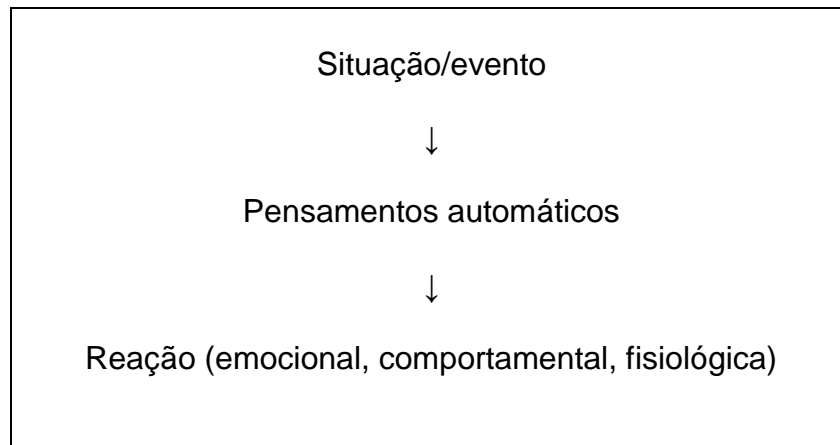 Situação/evento
↓
Pensamentos automáticos
↓
Reação (emocional, comportamental, fisiológica)